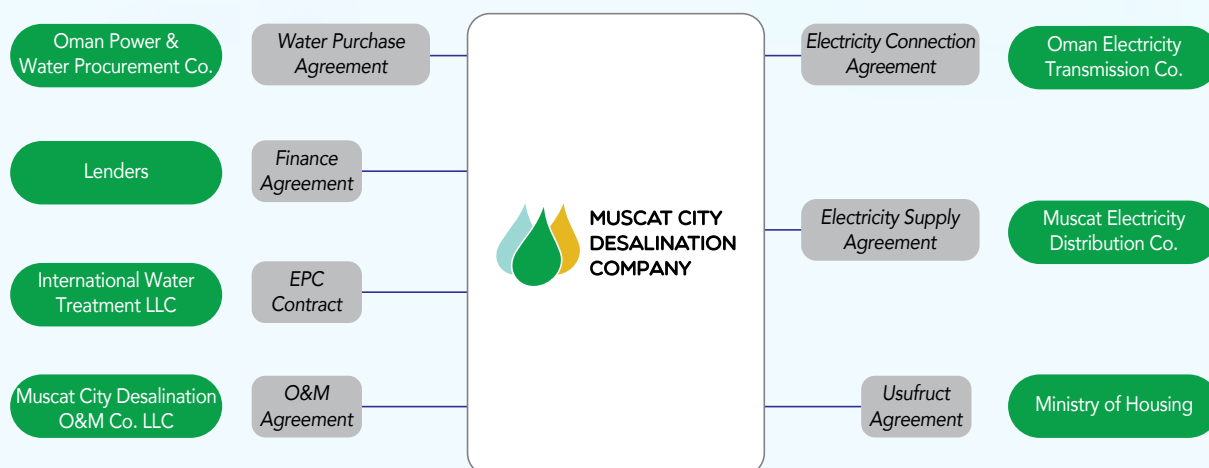 Oman Power &
Water Procurement Co.
Water Purchase
Agreement
Lenders
Finance
Agreement
International Water
Treatment LLC
EPC
Contract
Muscat City Desalination
O&M Co. LLC
O&M
Agreement
MUSCAT CITY
DESALINATION
COMPANY
Electricity Connection
Agreement
Oman Electricity
Transmission Co.
Electricity Supply
Agreement
Muscat Electricity
Distribution Co.
Usufruct
Agreement
Ministry of Housing